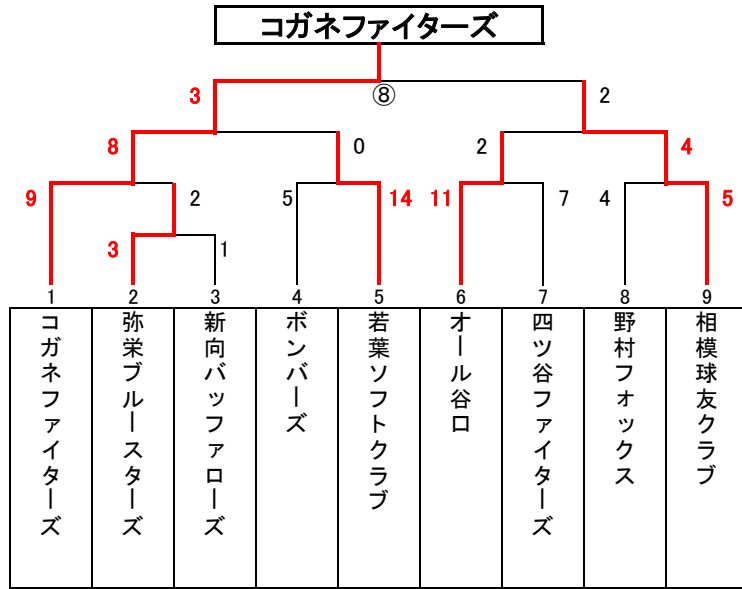 コガネファイターズ
3
⑧
2
8
0
2
4
9
2
5
14
11
7
4
5
3
1
1
2
3
4
5
6
7
8
9
コガネファイターズ
弥栄ブルースターズ
新向バッファローズ
ボンバーズ
若葉ソフトクラブ
オール谷口
四ツ谷ファイターズ
野村フォックス
相模球友クラブ